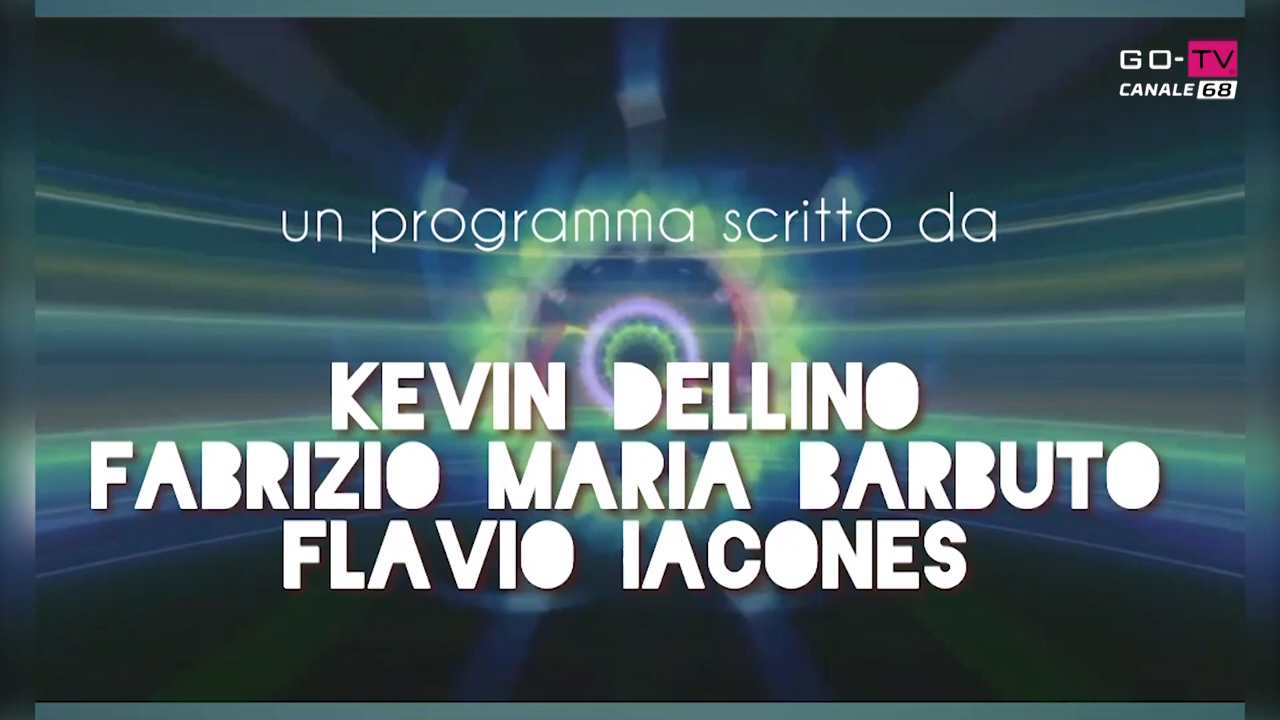 GO-TV
CANALE 68
un programma scritto da
KEVIN DELLINO
FABRIZIO MARIA BARBUTO
FLAVIO IACONES